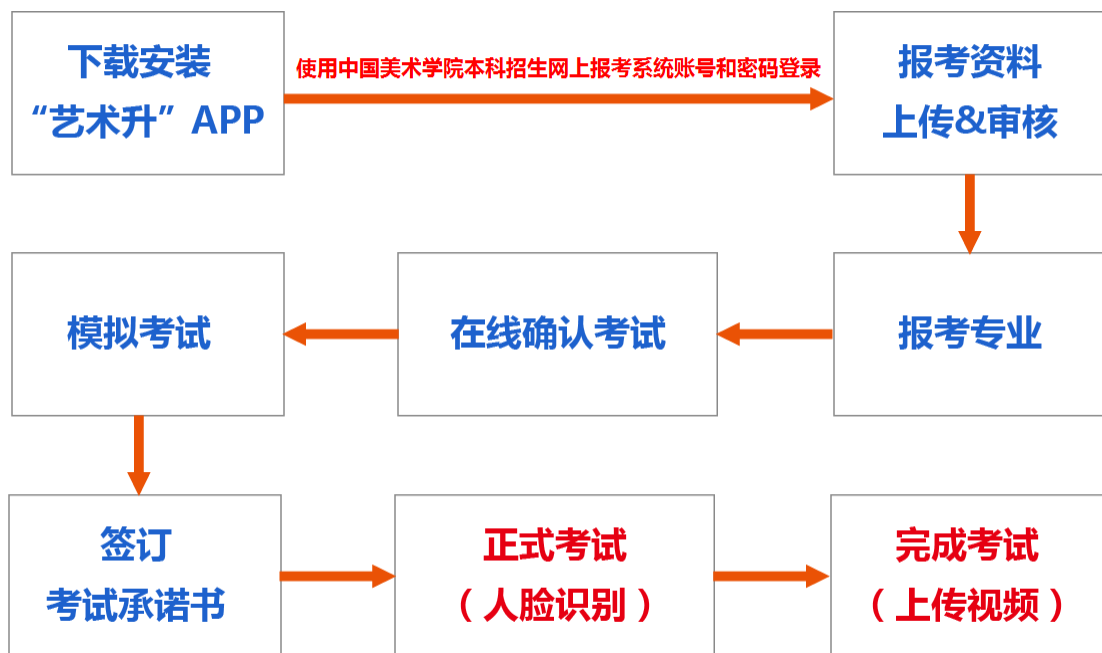 下载安装
“艺术升”APP
使用中国美术学院本科招生网上报考系统账号和密码登录
报考资料
上传&审核
报考专业
在线确认考试
模拟考试
签订
考试承诺书
正式考试
（人脸识别）
完成考试
（上传视频）